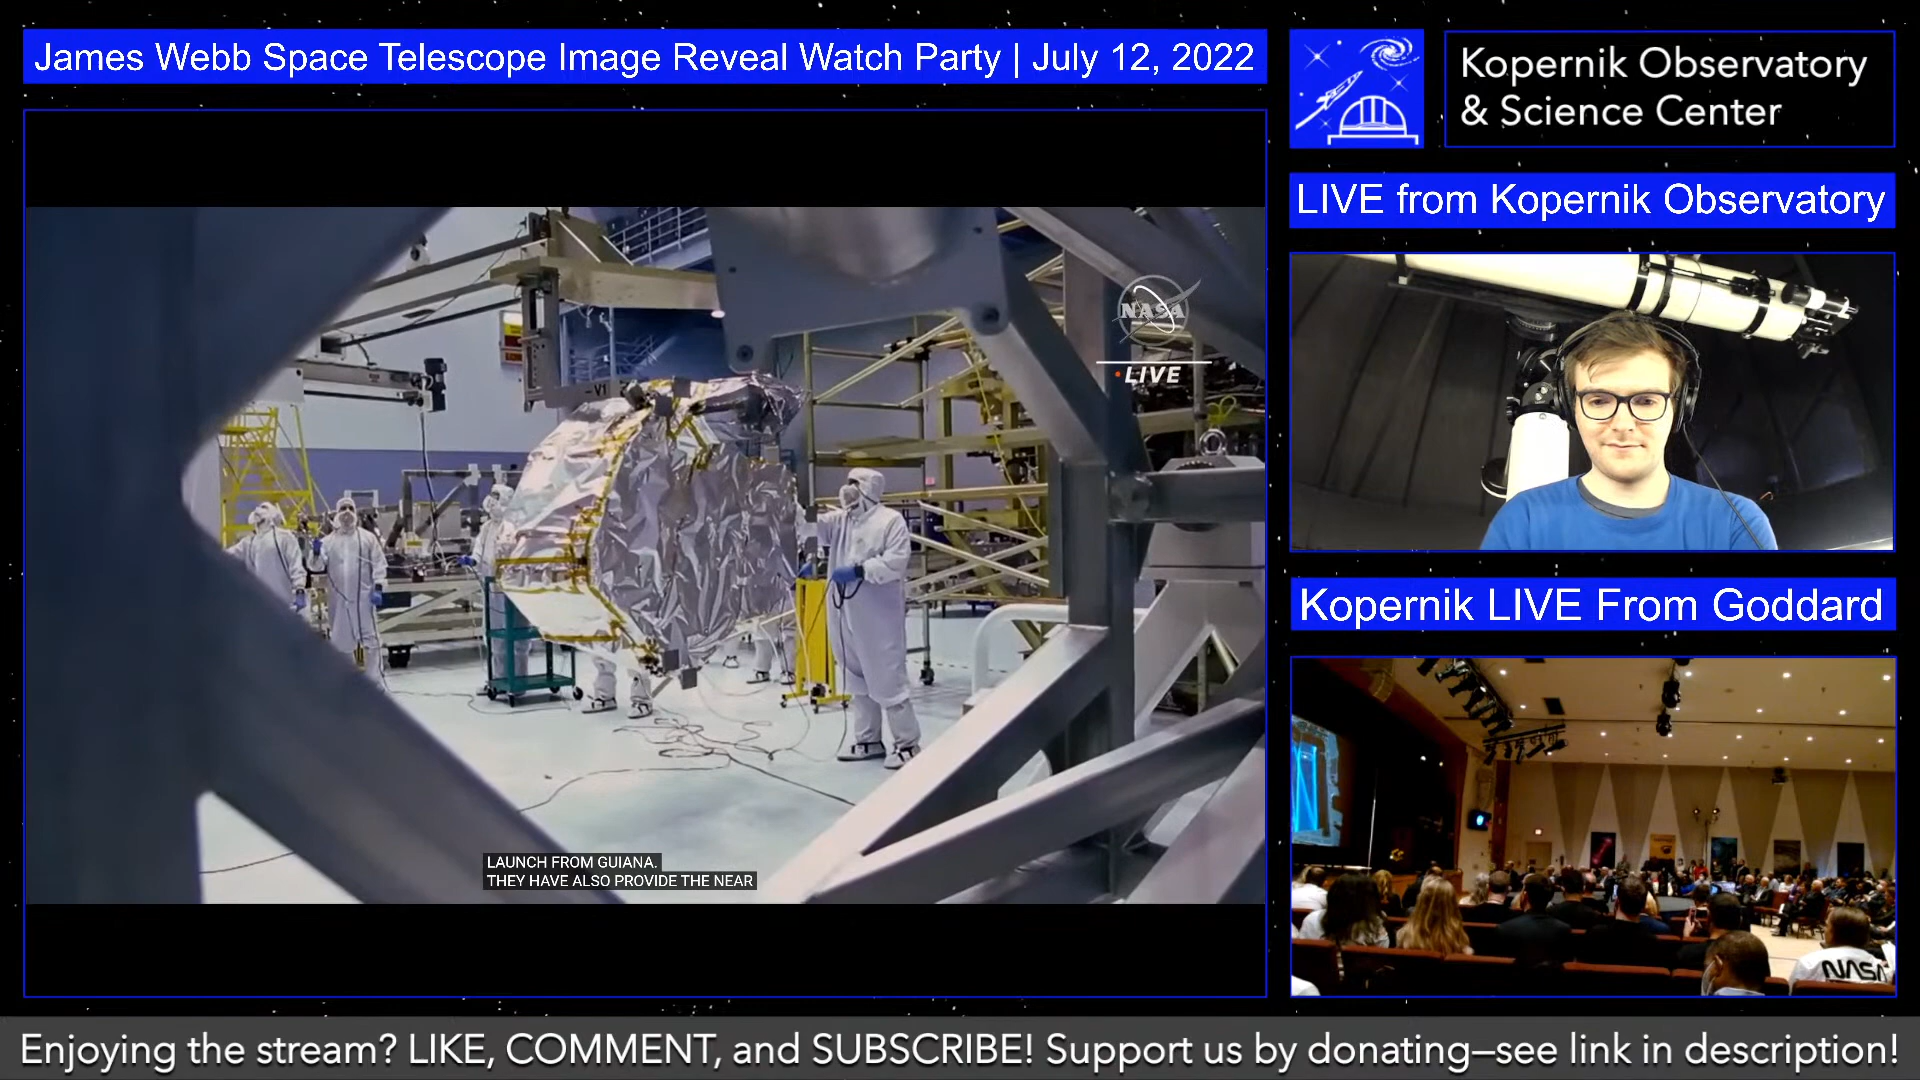 James Webb Space Telescope Image Reveal Watch Party | July 12, 2022
Kopernik Observatory
& Science Center
LIVE from Kopernik Observatory
NASA
LIVE
-V1
Kopernik LIVE From Goddard
LAUNCH FROM GUIANA.
THEY HAVE ALSO PROVIDE THE NEAR
NASA
Enjoying the stream? LIKE, COMMENT, and SUBSCRIBE! Support us by donating—see link in description!